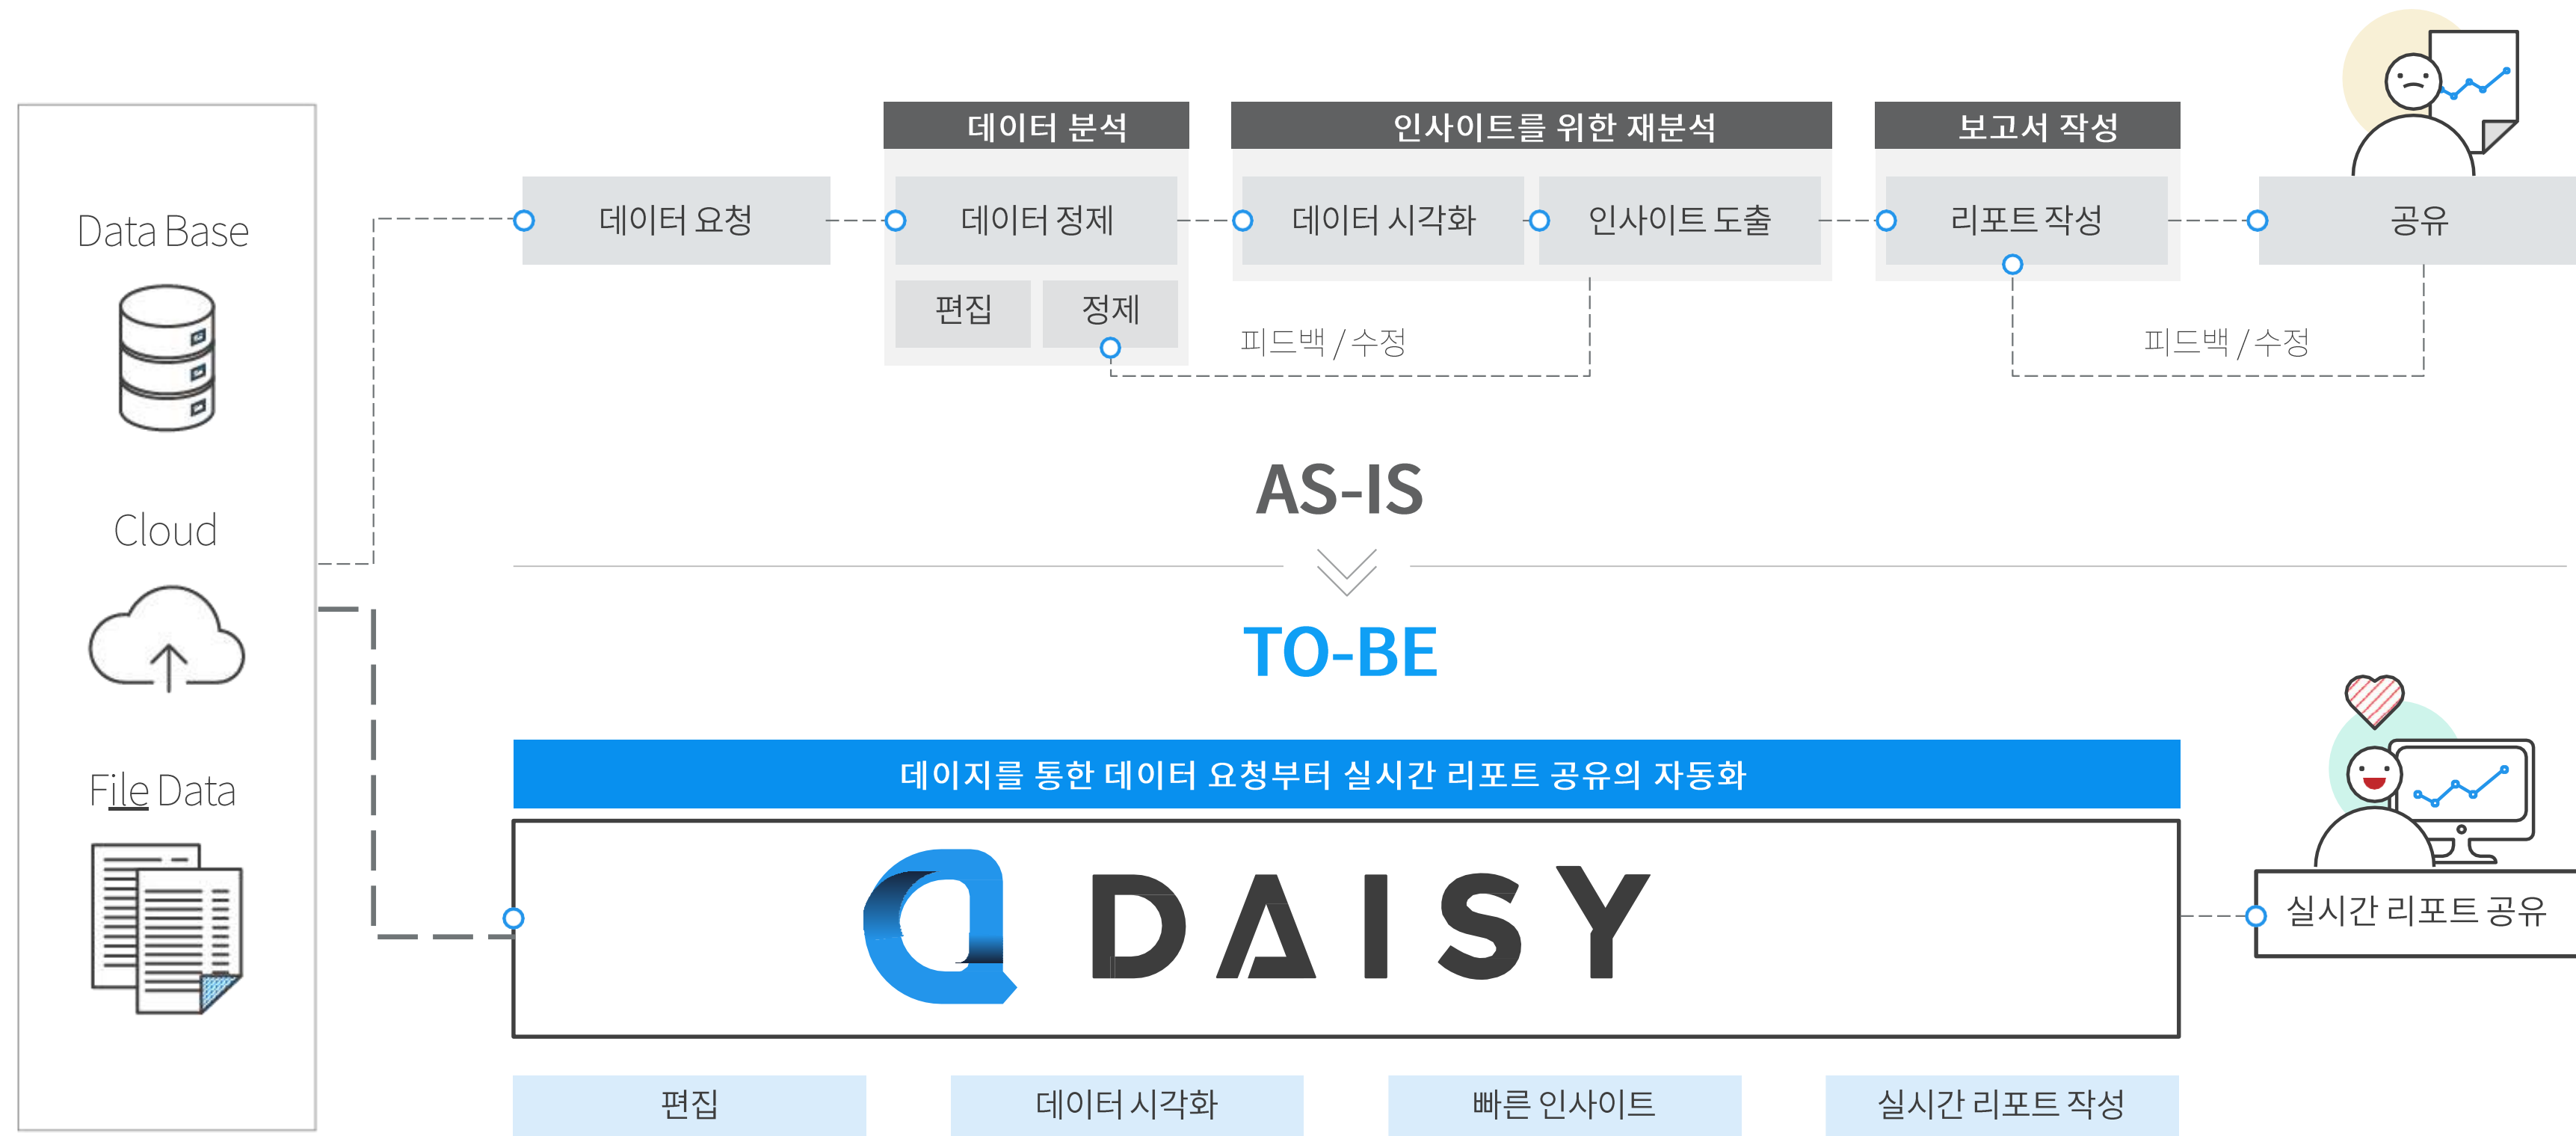 Data Base
Cloud
File Data
데이터 분석
인사이트를 위한 재분석
보고서 작성
데이터 요청
데이터 정제
데이터 시각화
인사이트 도출
리포트 작성
공유
편집
정제
피드백 / 수정
피드백 / 수정
AS-IS
TO-BE
데이지를 통한 데이터 요청부터 실시간 리포트 공유의 자동화
DAISY
실시간 리포트 공유
편집
데이터 시각화
빠른 인사이트
실시간 리포트 작성